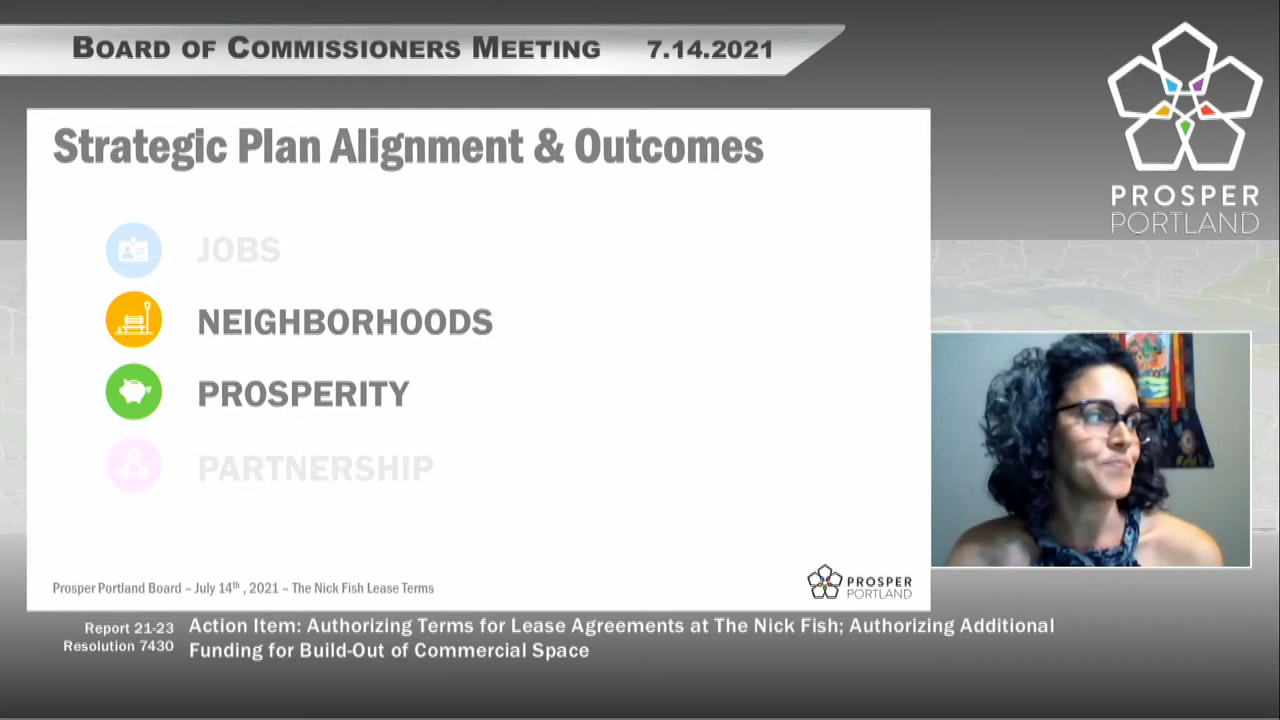 BOARD OF COMMISSIONERS MEETING 7.14.2021
PROSPER
PORTLAND
Strategic Plan Alignment & Outcomes
JOBS
NEIGHBORHOODS
PROSPERITY
PARTNERSHIP
Prosper Portland Board – July 14th , 2021 – The Nick Fish Lease Terms
PROSPER
PORTLAND
Report 21-23
Resolution 7430
Action Item: Authorizing Terms for Lease Agreements at The Nick Fish; Authorizing Additional
Funding for Build-Out of Commercial Space